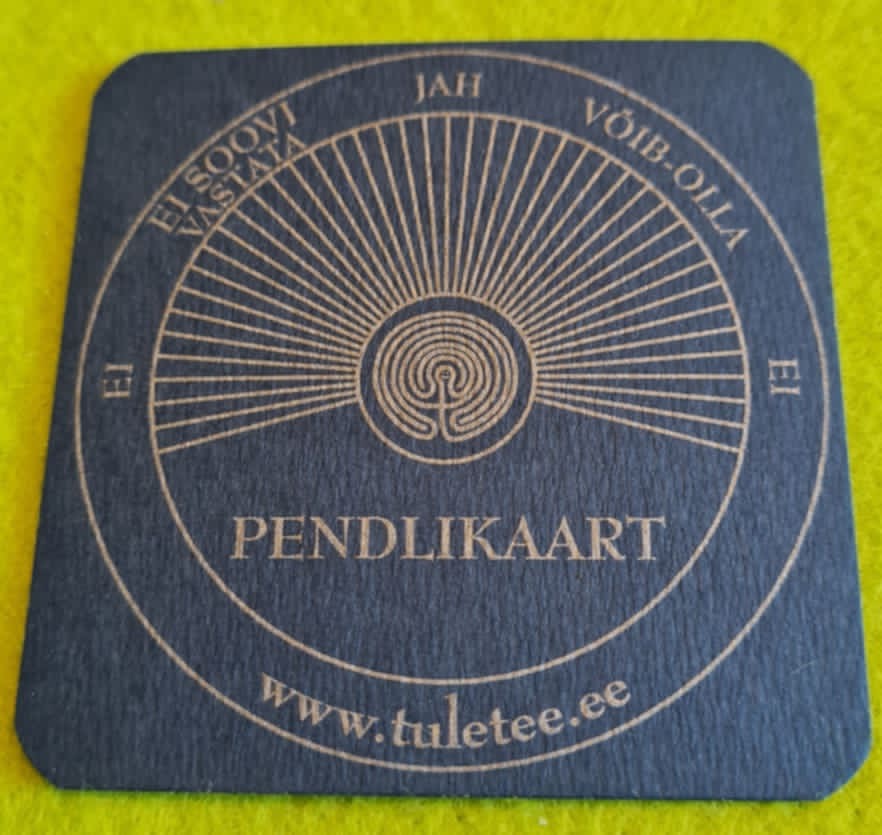 JAH
EI SOOVI
VASTATA
VÕIB-OLLA
EI
EI
PENDLIKAART
www.tuletee.ee